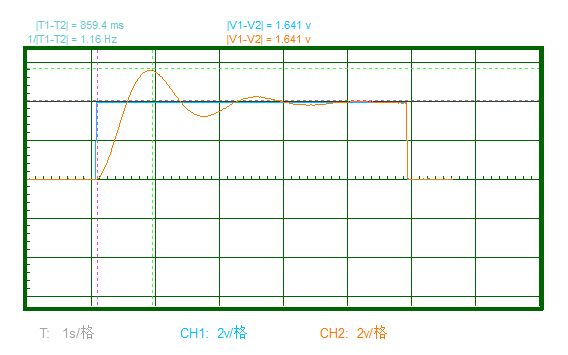 |T1-T2| = 859.4 ms |V1-V2| = 1.641 v
1/|T1-T2| = 1.16 Hz |V1-V2| = 1.641 v
T: 1s/格 CH1: 2v/格 CH2: 2v/格